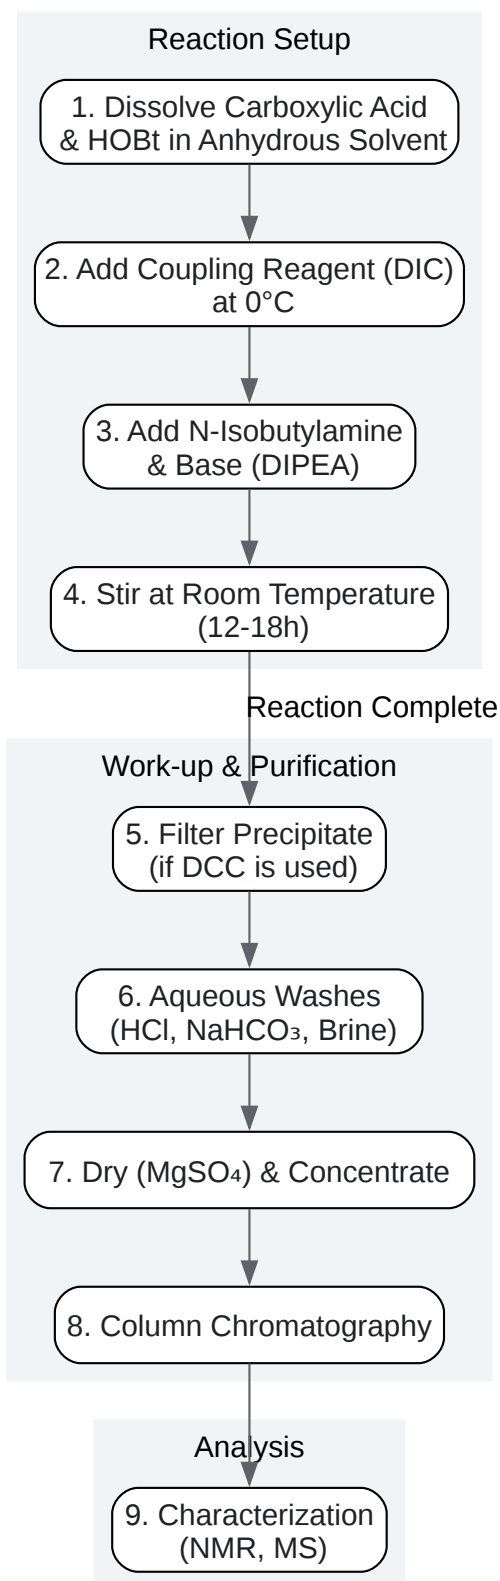 Reaction Setup
1. Dissolve Carboxylic Acid
& HOBt in Anhydrous Solvent
2. Add Coupling Reagent (DIC)
at 0°C
3. Add N-Isobutylamine
& Base (DIPEA)
4. Stir at Room Temperature
(12-18h)
Reaction Complete
Work-up & Purification
5. Filter Precipitate
(if DCC is used)
6. Aqueous Washes
(HCl, NaHCO₃, Brine)
7. Dry (MgSO₄) & Concentrate
8. Column Chromatography
Analysis
9. Characterization
(NMR, MS)